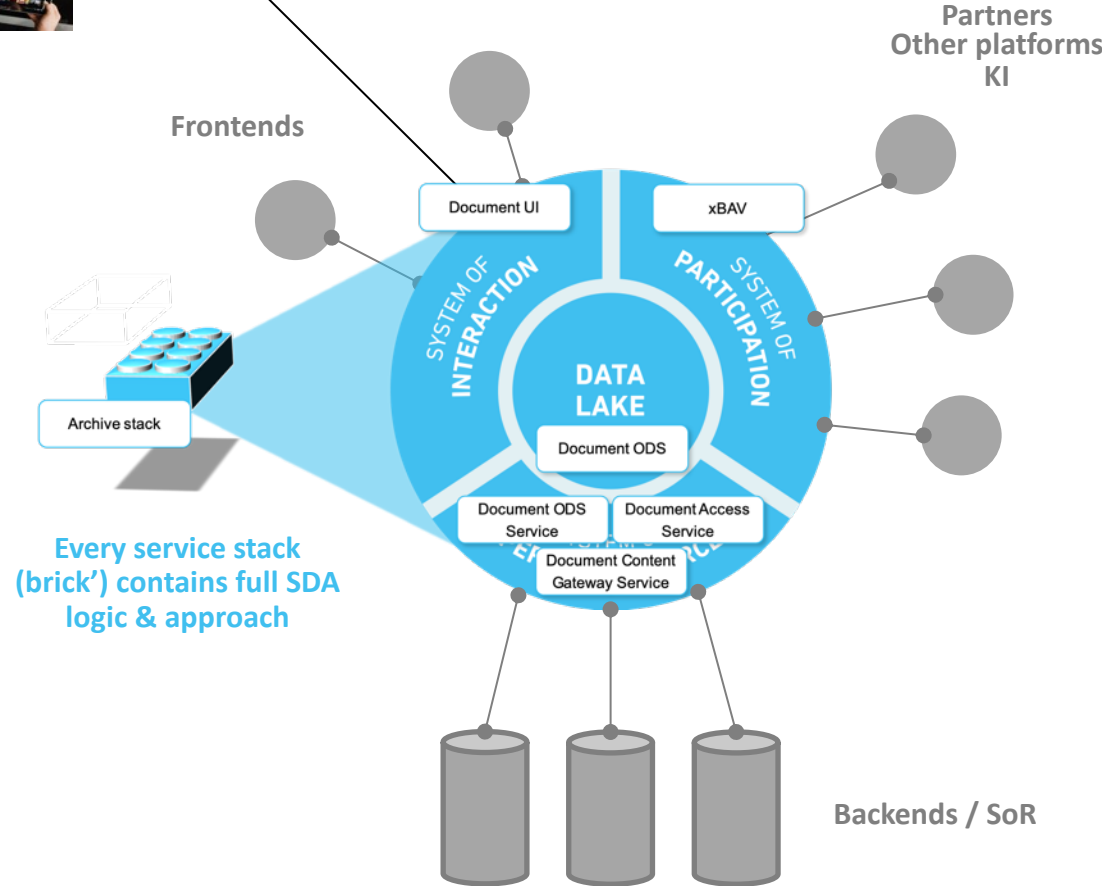 Partners
Other platforms
KI
Frontends
Document UI
xBAV
SYSTEM OF
INTERACTION
SYSTEM OF
PARTICIPATION
DATA
LAKE
Archive stack
Document ODS
Document ODS
Service
Document Access
Service
Document Content
Gateway Service
Every service stack
(brick’) contains full SDA
logic & approach
Backends / SoR